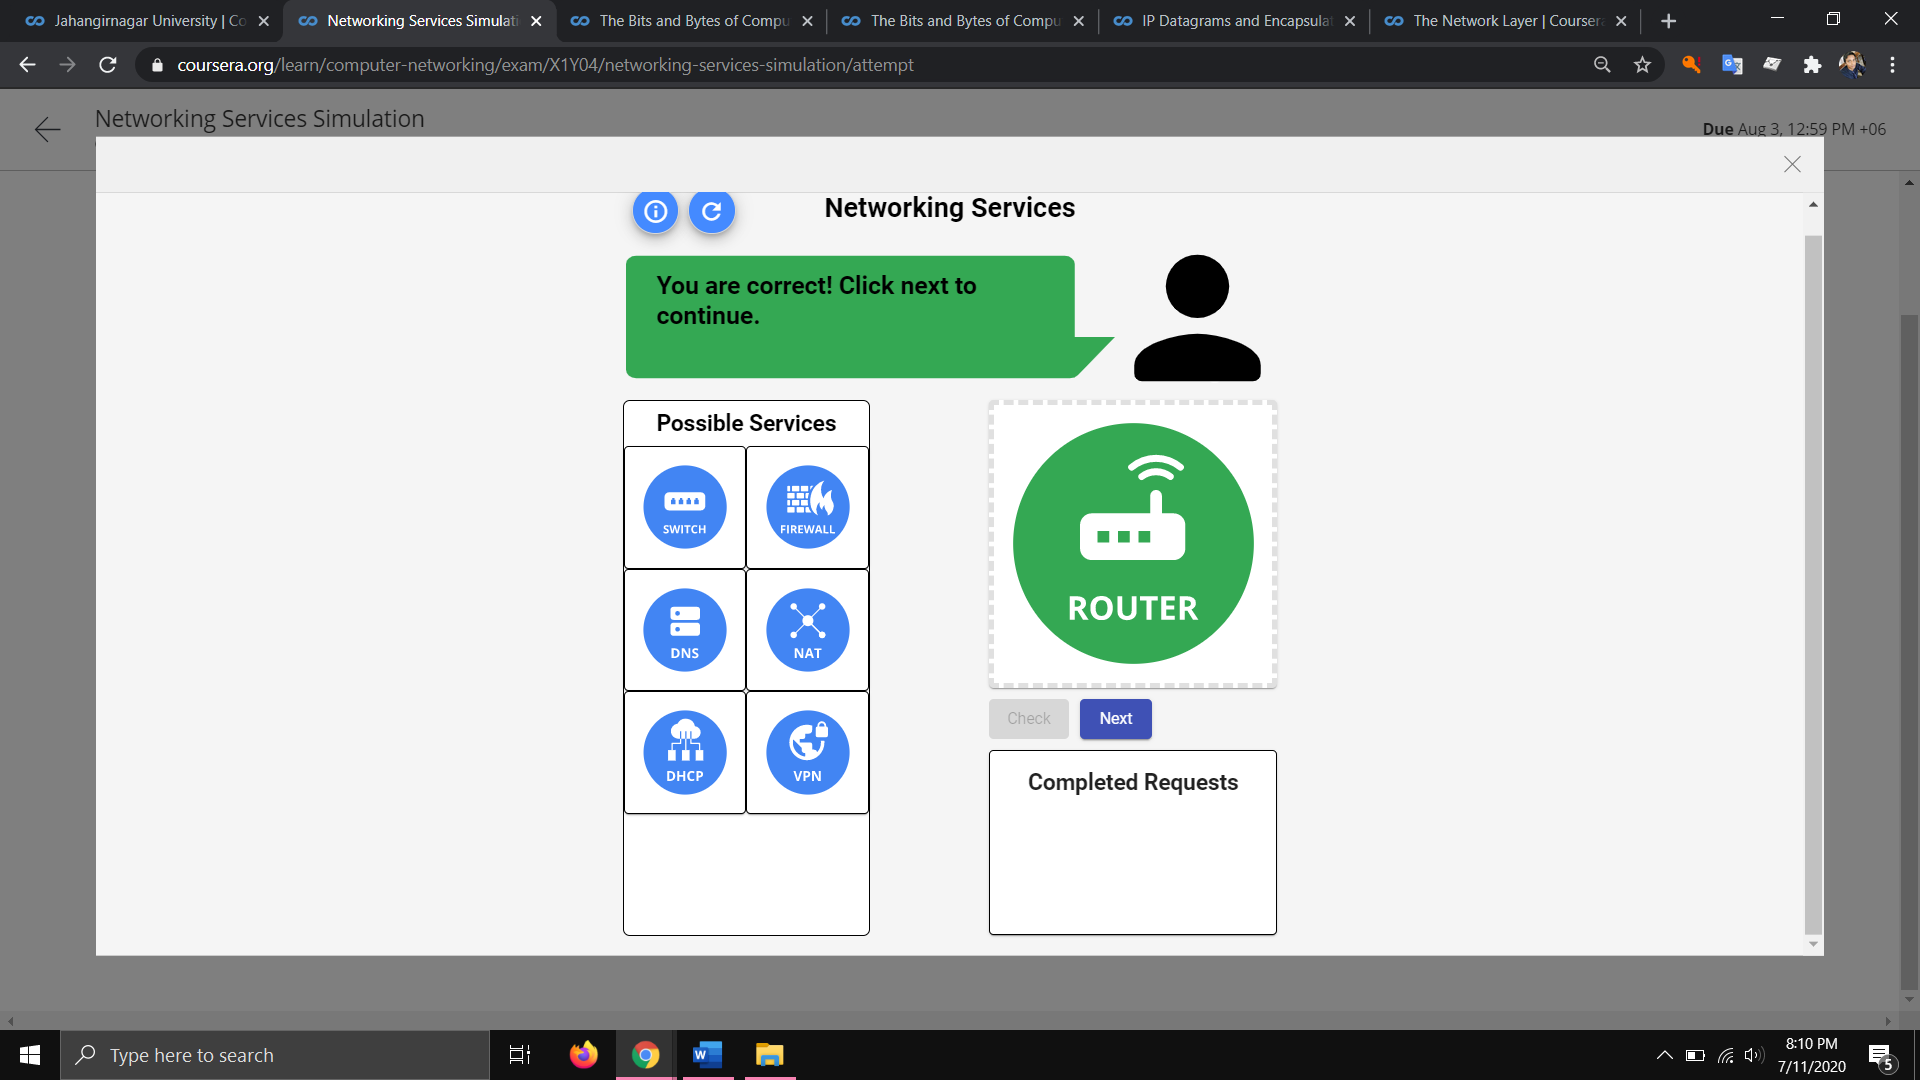 Jahangirnagar University | Co
Networking Services Simulati
The Bits and Bytes of Compu
The Bits and Bytes of Compu
IP Datagrams and Encapsulat
The Network Layer | Coursera
coursera.org/learn/computer-networking/exam/X1Y04/networking-services-simulation/attempt
Networking Services Simulation
Due Aug 3, 12:59 PM +06
Networking Services
You are correct! Click next to
continue.
Possible Services
SWITCH
FIREWALL
DNS
NAT
DHCP
VPN
ROUTER
Check
Next
Completed Requests
Type here to search
8:10 PM
7/11/2020
5